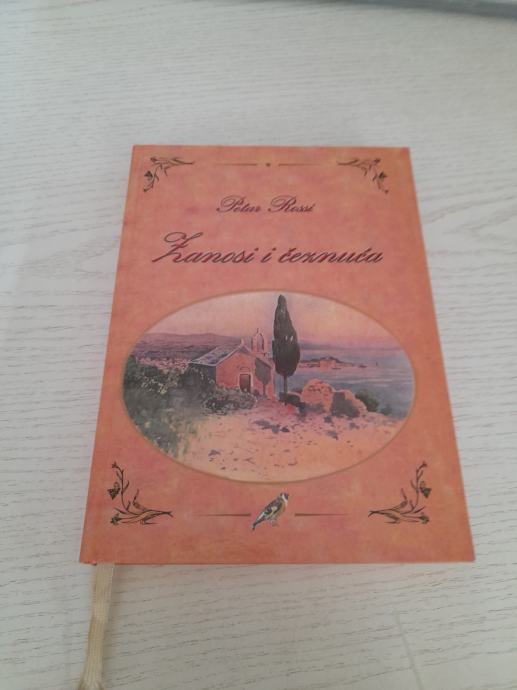 Petar Rossi
Zanosi i čeznuća